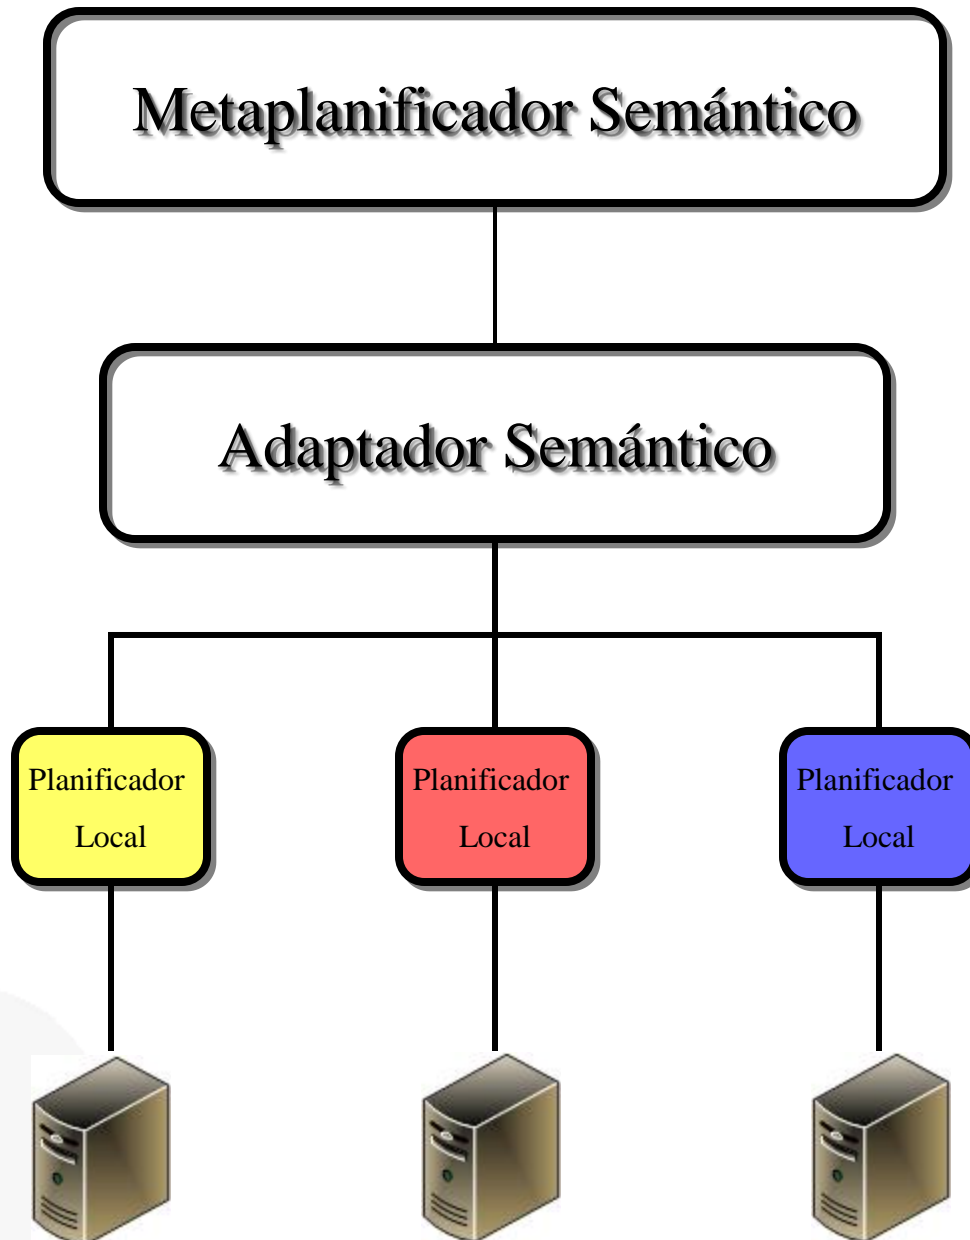 Metaplanificador Semántico
Adaptador Semántico
Planificador
Local
Planificador
Local
Planificador
Local